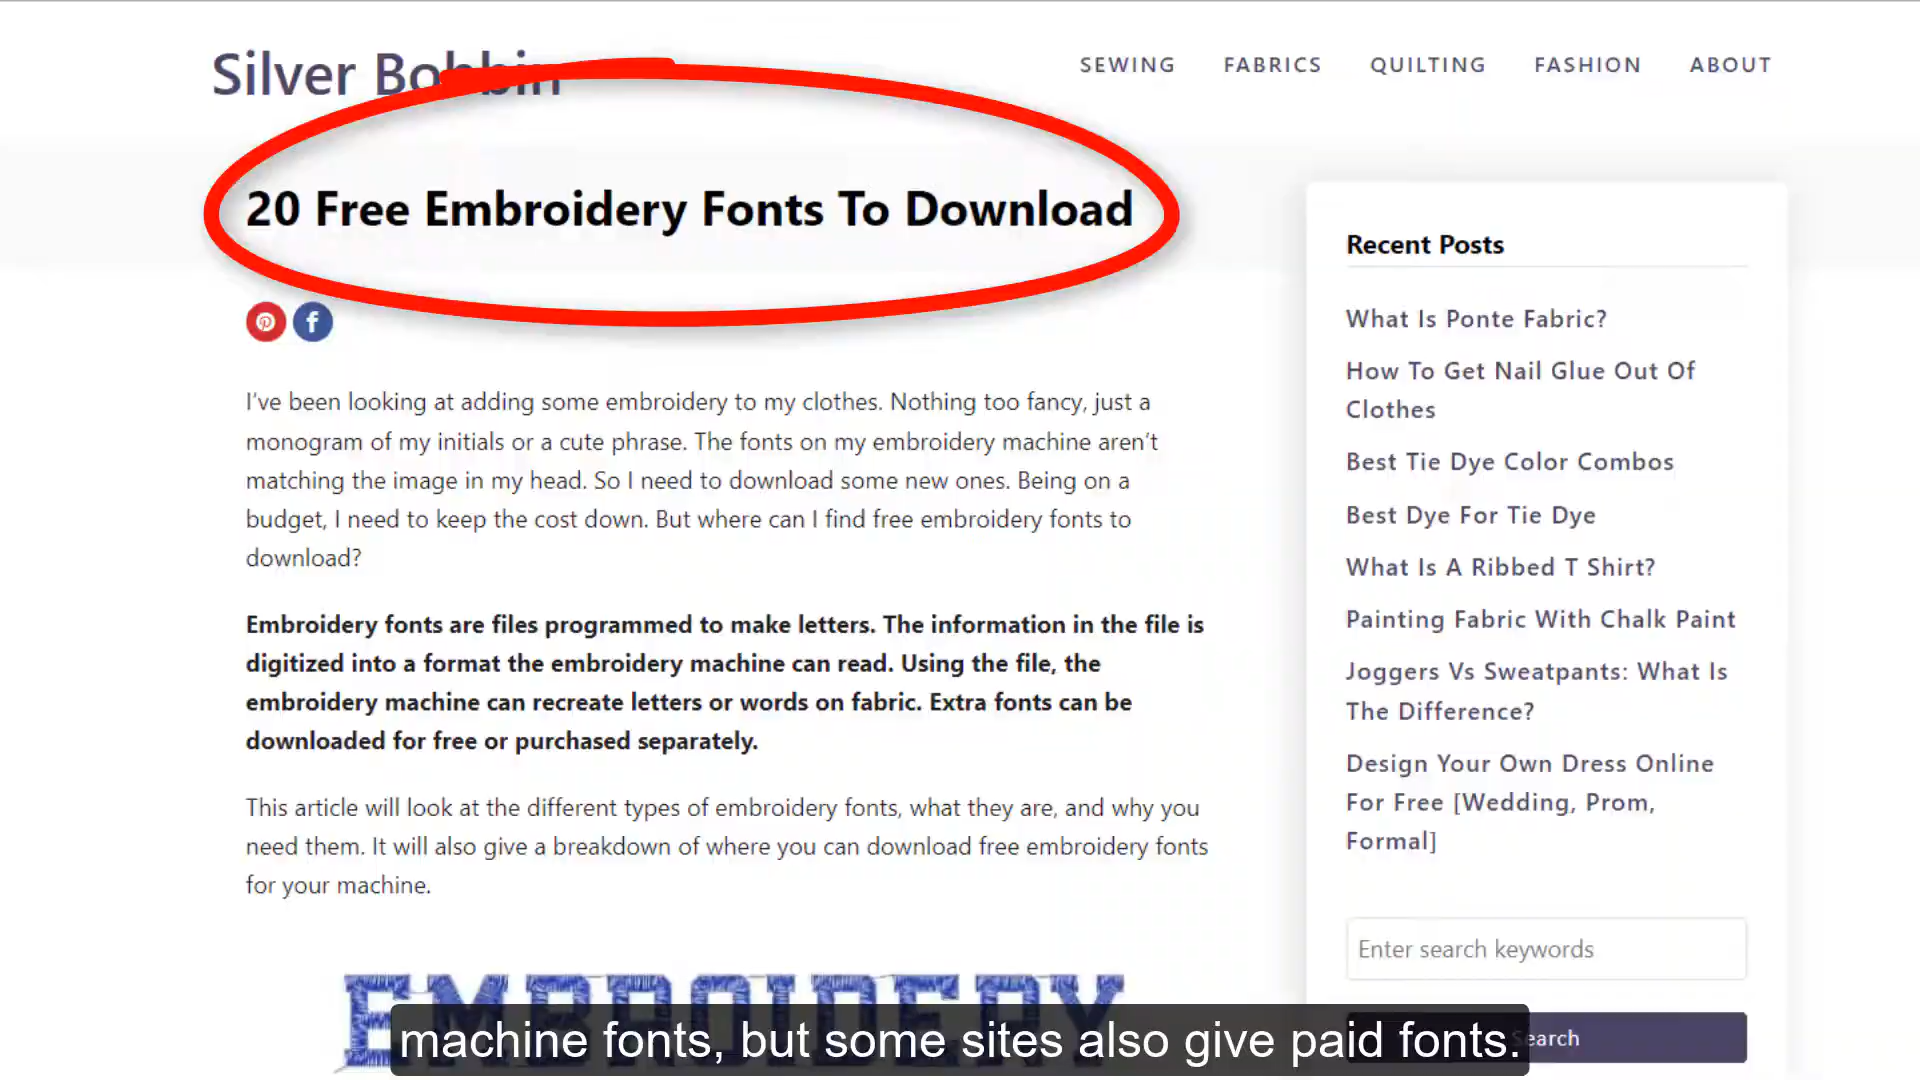 Silver Bobbin
SEWING FABRICS QUILTING FASHION ABOUT
20 Free Embroidery Fonts To Download
I've been looking at adding some embroidery to my clothes. Nothing too fancy, just a
monogram of my initials or a cute phrase. The fonts on my embroidery machine aren't
matching the image in my head. So I need to download some new ones. Being on a
budget, I need to keep the cost down. But where can I find free embroidery fonts to
download?
Embroidery fonts are files programmed to make letters. The information in the file is
digitized into a format the embroidery machine can read. Using the file, the
embroidery machine can recreate letters or words on fabric. Extra fonts can be
downloaded for free or purchased separately.
This article will look at the different types of embroidery fonts, what they are, and why you
need them. It will also give a breakdown of where you can download free embroidery fonts
for your machine.
EMBROIDERY
machine fonts, but some sites also give paid fonts.
Recent Posts
What Is Ponte Fabric?
How To Get Nail Glue Out Of
Clothes
Best Tie Dye Color Combos
Best Dye For Tie Dye
What Is A Ribbed T Shirt?
Painting Fabric With Chalk Paint
Joggers Vs Sweatpants: What Is
The Difference?
Design Your Own Dress Online
For Free [Wedding, Prom,
Formal]
Enter search keywords
Search